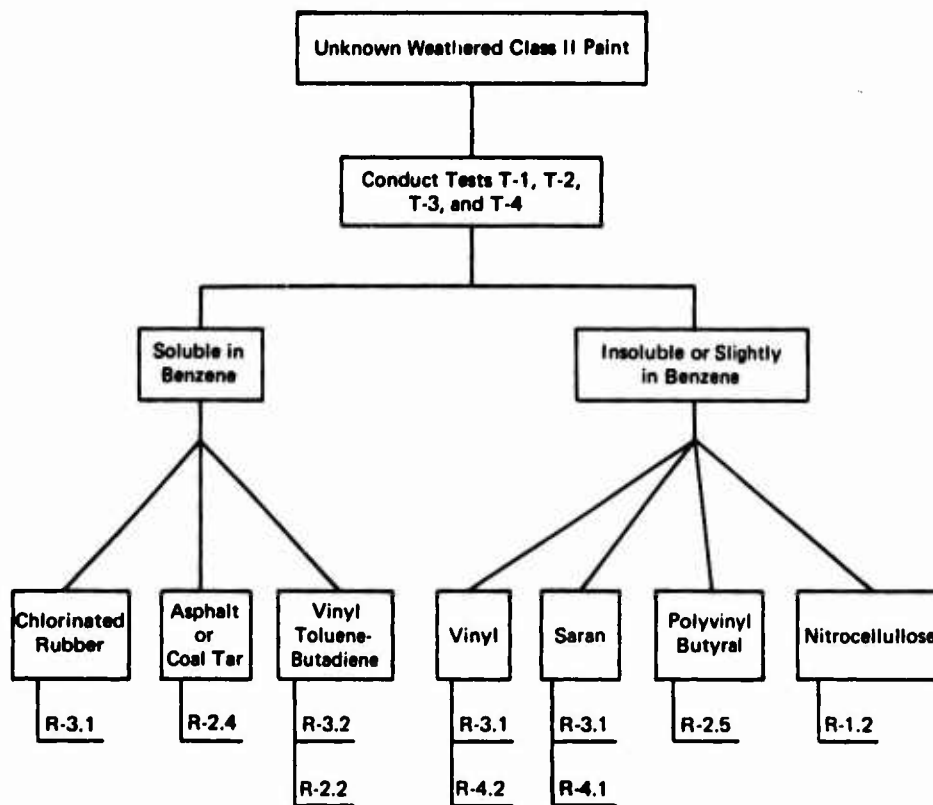 Unknown Weathered Class II Paint
Conduct Tests T-1, T-2,
T-3, and T-4
Soluble in
Benzene
Insoluble or Slightly
in Benzene
Chlorinated
Rubber
Asphalt
or
Coal Tar
Vinyl
Toluene-
Butadiene
Vinyl
Saran
Polyvinyl
Butyral
Nitrocellullose
R-3.1
R-2.4
R-3.2
R-2.2
R-3.1
R-4.2
R-3.1
R-4.1
R-2.5
R-1.2